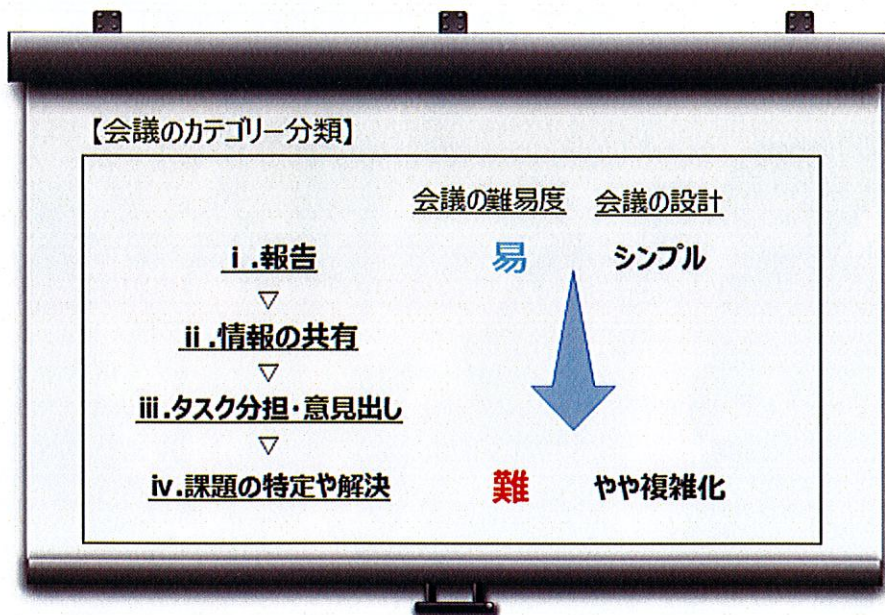 【会議のカテゴリー分類】
会議の難易度 会議の設計
ⅰ.報告 易 シンプル
▽
ⅱ.情報の共有
▽
ⅲ.タスク分担・意見出し
▽
ⅳ.課題の特定や解決 難 やや複雑化